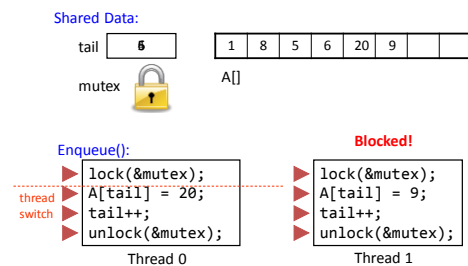 Shared Data:
tail
1 8 5 6 20 9
mutex
A[]
Blocked!
Enqueue():
lock(&mutex);
A[tail] = 20;
tail++;
unlock(&mutex);
thread
switch
Thread 0
lock(&mutex);
A[tail] = 9;
tail++;
unlock(&mutex);
Thread 1